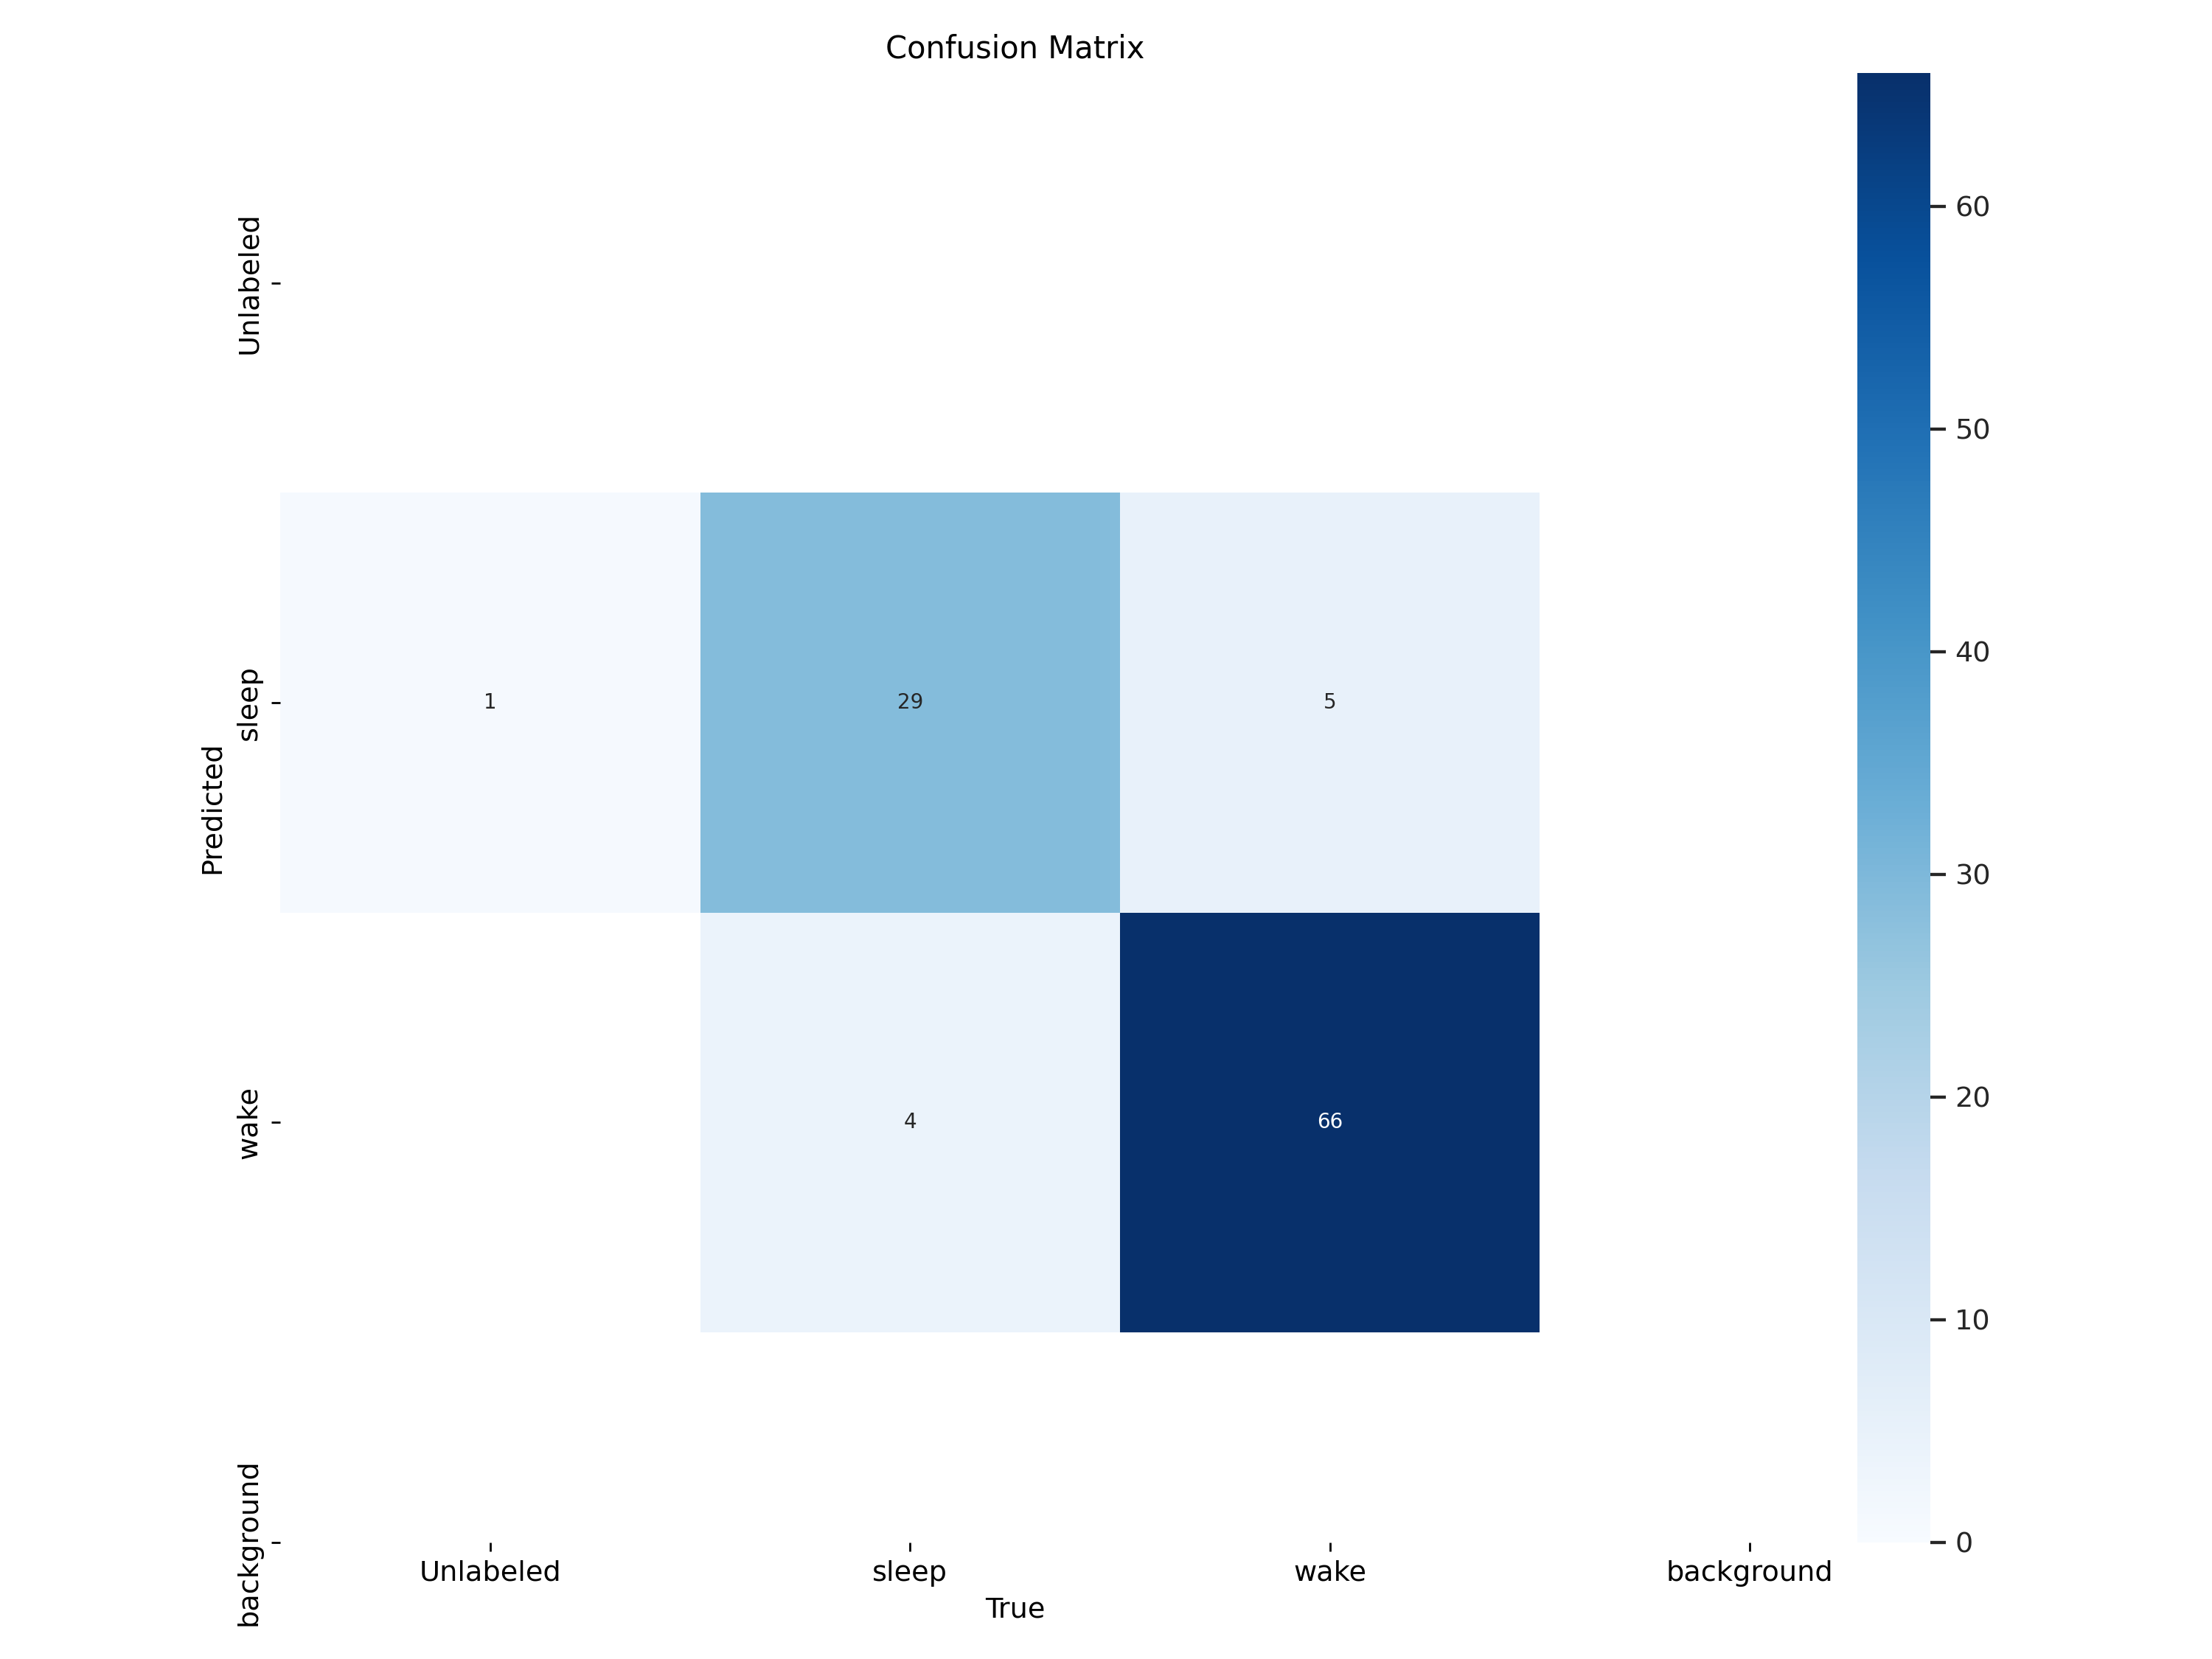 Confusion Matrix
Unlabeled
sleep
wake
background
Predicted
1
29
5
4
66
Unlabeled
sleep
wake
background
True
60
50
40
30
20
10
0